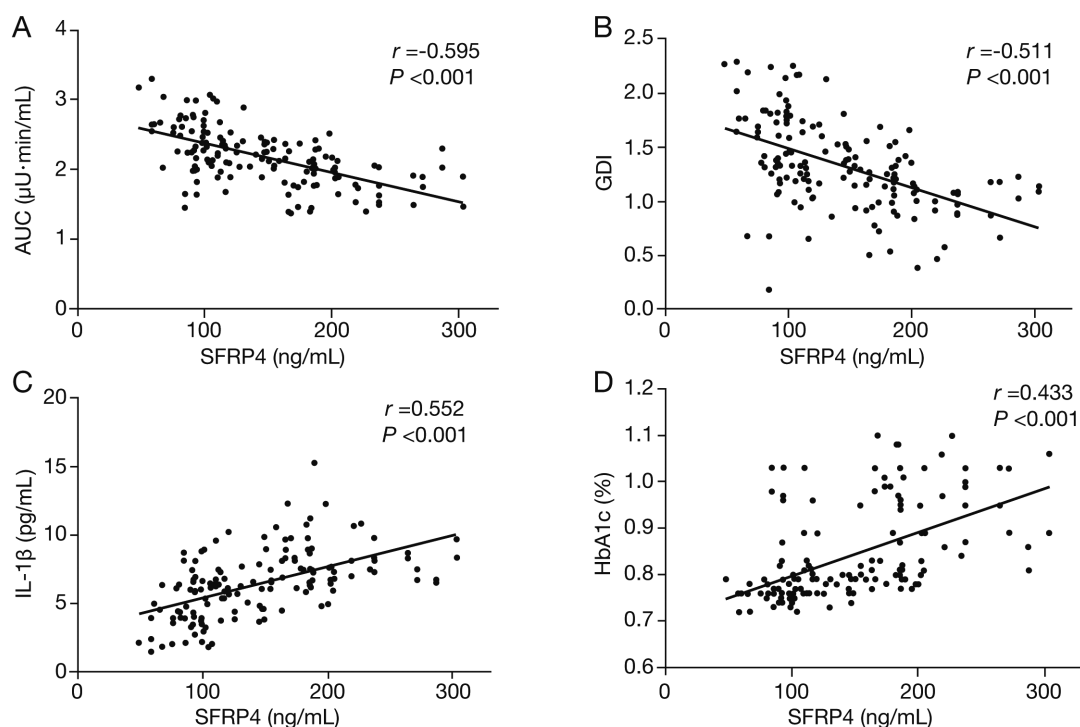 A
r =-0.595
P <0.001
AUC (μU·min/mL)
4
3
2
1
0
0 100 200 300
SFRP4 (ng/mL)
B
r =-0.511
P <0.001
GDI
2.5
2.0
1.5
1.0
0.5
0.0
0 100 200 300
SFRP4 (ng/mL)
C
r =0.552
P <0.001
IL-1β (pg/mL)
20
15
10
5
0
0 100 200 300
SFRP4 (ng/mL)
D
r =0.433
P <0.001
HbA1c (%)
1.2
1.1
1.0
0.9
0.8
0.7
0.6
0 100 200 300
SFRP4 (ng/mL)